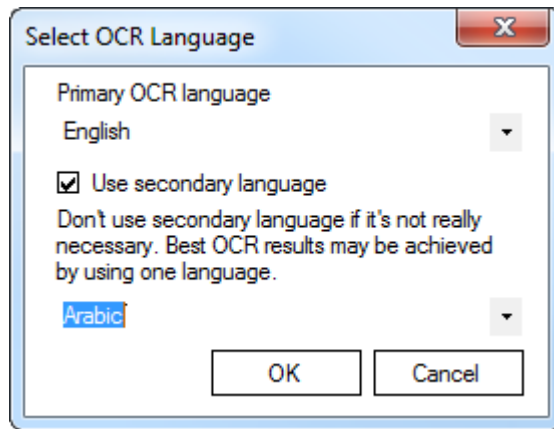 Select OCR Language
Primary OCR language
English
Use secondary language
Don't use secondary language if it's not really
necessary. Best OCR results may be achieved
by using one language.
Arabic
OK Cancel